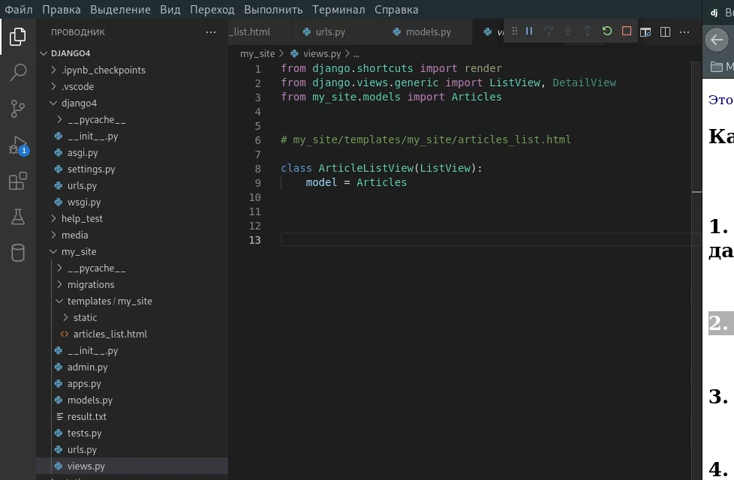 Файл Правка Выделение Вид Переход Выполнить Терминал Справка
ПРОВОДНИК
DJANGO4
.ipynb_checkpoints
.vscode
django4
__pycache__
__init__.py
asgi.py
settings.py
urls.py
wsgi.py
help_test
media
my_site
__pycache__
migrations
templates/my_site
static
articles_list.html
__init__.py
admin.py
apps.py
models.py
result.txt
tests.py
urls.py
views.py
1
_list.html urls.py models.py
my_site > views.py > ...
1 from django.shortcuts import render
2 from django.views.generic import ListView, DetailView
3 from my_site.models import Articles
4
5
6 # my_site/templates/my_site/articles_list.html
7
8 class ArticleListView(ListView):
9 model = Articles
10
11
12
13
dj
Это
Ка
1.
да
2.
3.
4.